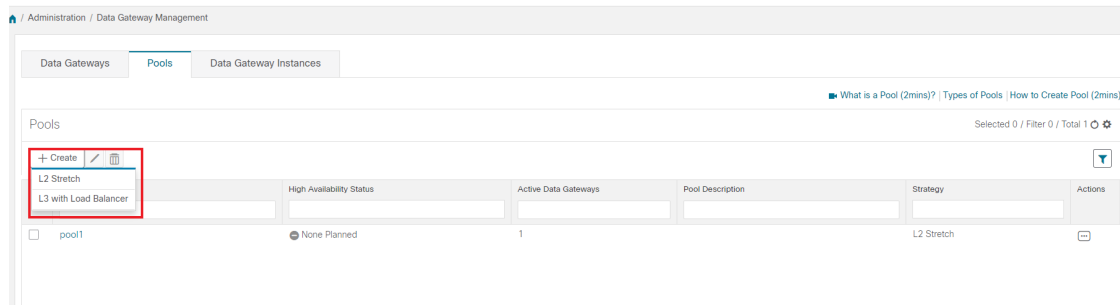 / Administration / Data Gateway Management
Data Gateways Pools Data Gateway Instances
What is a Pool (2mins)? | Types of Pools | How to Create Pool (2mins)
Pools Selected 0 / Filter 0 / Total 1
+ Create
L2 Stretch
L3 with Load Balancer
High Availability Status Active Data Gateways Pool Description Strategy Actions
pool1 None Planned 1 L2 Stretch